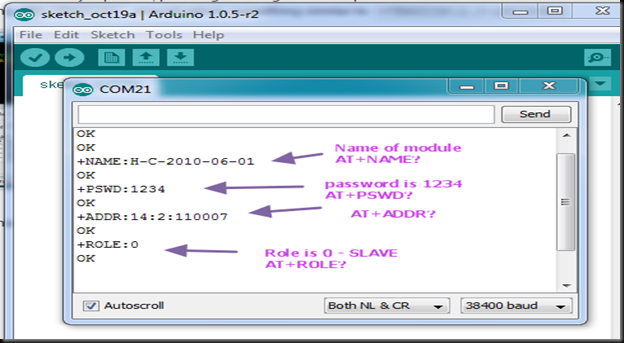 sketch_oct19a | Arduino 1.0.5-r2
File Edit Sketch Tools Help
COM21
Send
OK
OK
+NAME:H-C-2010-06-01
Name of module
AT+NAME?
OK
+PSWD:1234
password is 1234
AT+PSWD?
OK
+ADDR:14:2:110007
AT+ADDR?
OK
+ROLE:0
Role is 0 - SLAVE
AT+ROLE?
OK
Autoscroll
Both NL & CR
38400 baud